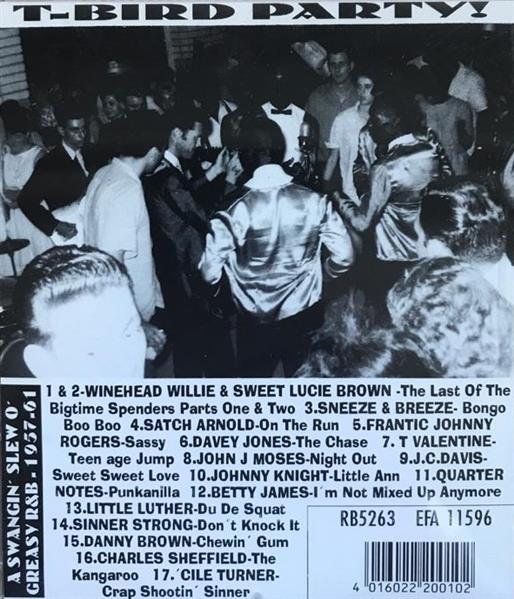 T-BIRD PARTY!
A SWANGIN´ SLEW O´
GREASY R&B - 1957-61
1 & 2-WINEHEAD WILLIE & SWEET LUCIE BROWN -The Last Of The
Bigtime Spenders Parts One & Two 3.SNEEZE & BREEZE- Bongo
Boo Boo 4.SATCH ARNOLD-On The Run 5.FRANTIC JOHNNY
ROGERS-Sassy 6.DAVEY JONES-The Chase 7. T VALENTINE-
Teen age Jump 8.JOHN J MOSES-Night Out 9.J.C.DAVIS-
Sweet Sweet Love 10.JOHNNY KNIGHT-Little Ann 11.QUARTER
NOTES-Punkanilla 12.BETTY JAMES-I´m Not Mixed Up Anymore
13.LITTLE LUTHER-Du De Squat
14.SINNER STRONG-Don´t Knock It
15.DANNY BROWN-Chewin´ Gum
16.CHARLES SHEFFIELD-The
Kangaroo 17.´CILE TURNER-
Crap Shootin´ Sinner
RB5263 EFA 11596
4 016022 200102